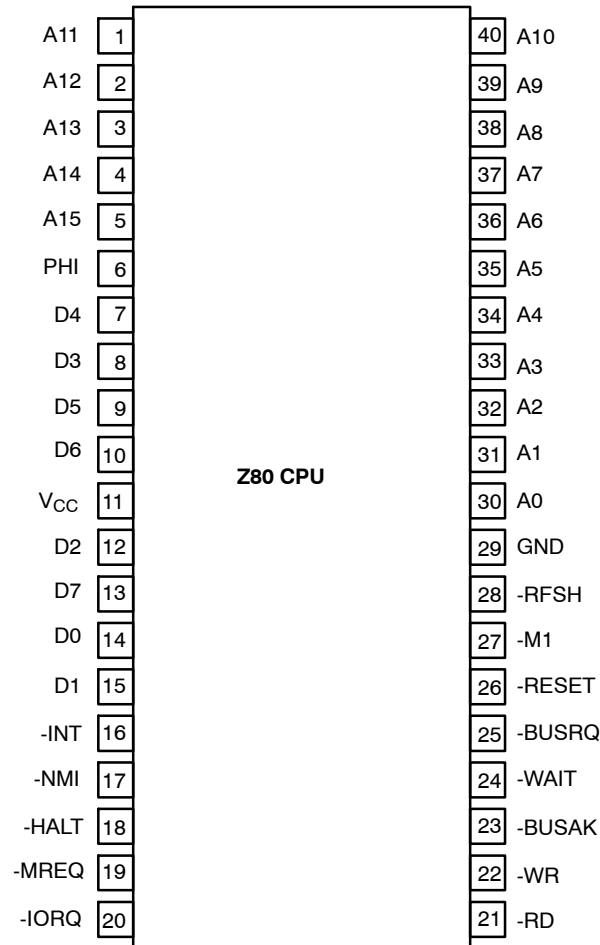 A11 1 40 A10
A12 2 39 A9
A13 3 38 A8
A14 4 37 A7
A15 5 36 A6
PHI 6 35 A5
D4 7 34 A4
D3 8 33 A3
D5 9 32 A2
D6 10 31 A1
Z80 CPU
VCC 11 30 A0
D2 12 29 GND
D7 13 28 -RFSH
D0 14 27 -M1
D1 15 26 -RESET
-INT 16 25 -BUSRQ
-NMI 17 24 -WAIT
-HALT 18 23 -BUSAK
-MREQ 19 22 -WR
-IORQ 20 21 -RD